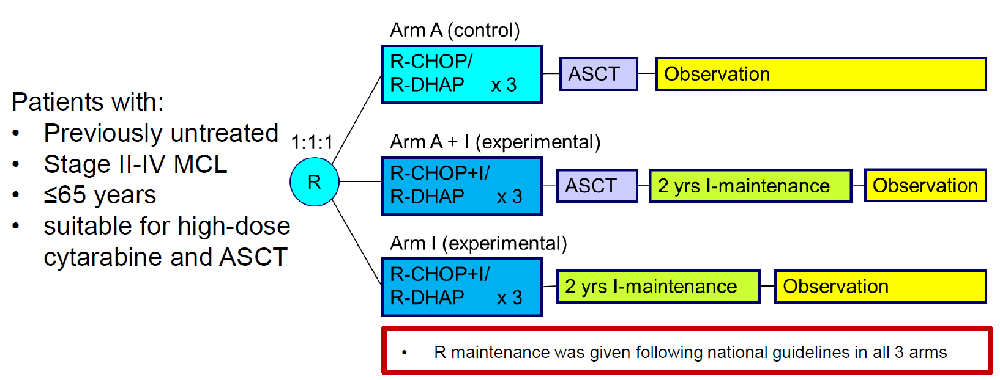 Patients with:
• Previously untreated
• Stage II-IV MCL
• ≤65 years
• suitable for high-dose
cytarabine and ASCT
1:1:1
R
Arm A (control)
R-CHOP/
R-DHAP x 3
ASCT
Observation
Arm A + I (experimental)
R-CHOP+I/
R-DHAP x 3
ASCT
2 yrs I-maintenance
Observation
Arm I (experimental)
R-CHOP+I/
R-DHAP x 3
2 yrs I-maintenance
Observation
• R maintenance was given following national guidelines in all 3 arms